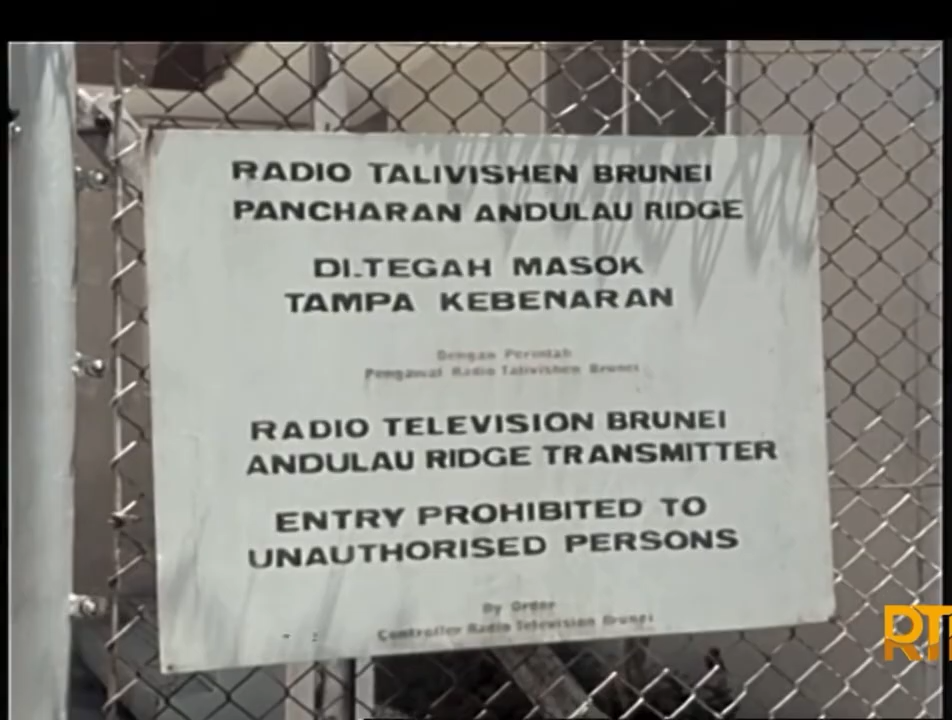 RADIO TALIVISHEN BRUNEI
PANCHARAN ANDULAU RIDGE
DI.TEGAH MASOK
TAMPA KEBENARAN
Dengan Perintah
Pengawal Radio Talivishen Brunei
RADIO TELEVISION BRUNEI
ANDULAU RIDGE TRANSMITTER
ENTRY PROHIBITED TO
UNAUTHORISED PERSONS
By Order
Controller Radio Television Brunei
RT